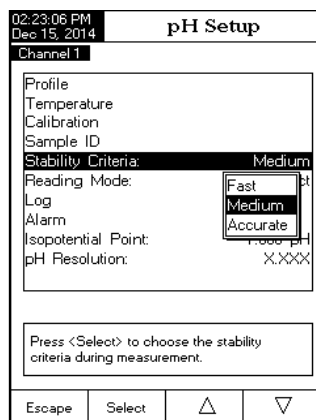 02:23:06 PM
Dec 15, 2014
pH Setup
Channel 1
Profile
Temperature
Calibration
Sample ID
Stability Criteria: Medium
Reading Mode:
Fast
Medium
Accurate
Log
Alarm
Isopotential Point:
pH Resolution: X.XXX
Press <Select> to choose the stability
criteria during measurement.
Escape Select △ ▽